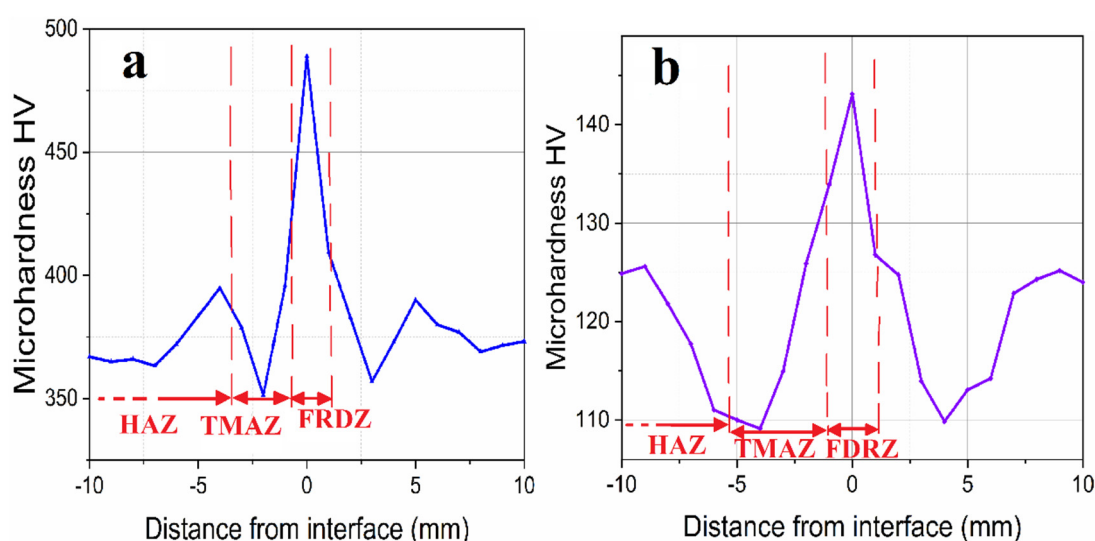 a
Microhardness HV
500
450
400
350
HAZ
TMAZ
FRDZ
-10
-5
0
5
10
Distance from interface (mm)
b
Microhardness HV
140
130
120
110
HAZ
TMAZ
FDRZ
-10
-5
0
5
10
Distance from interface (mm)